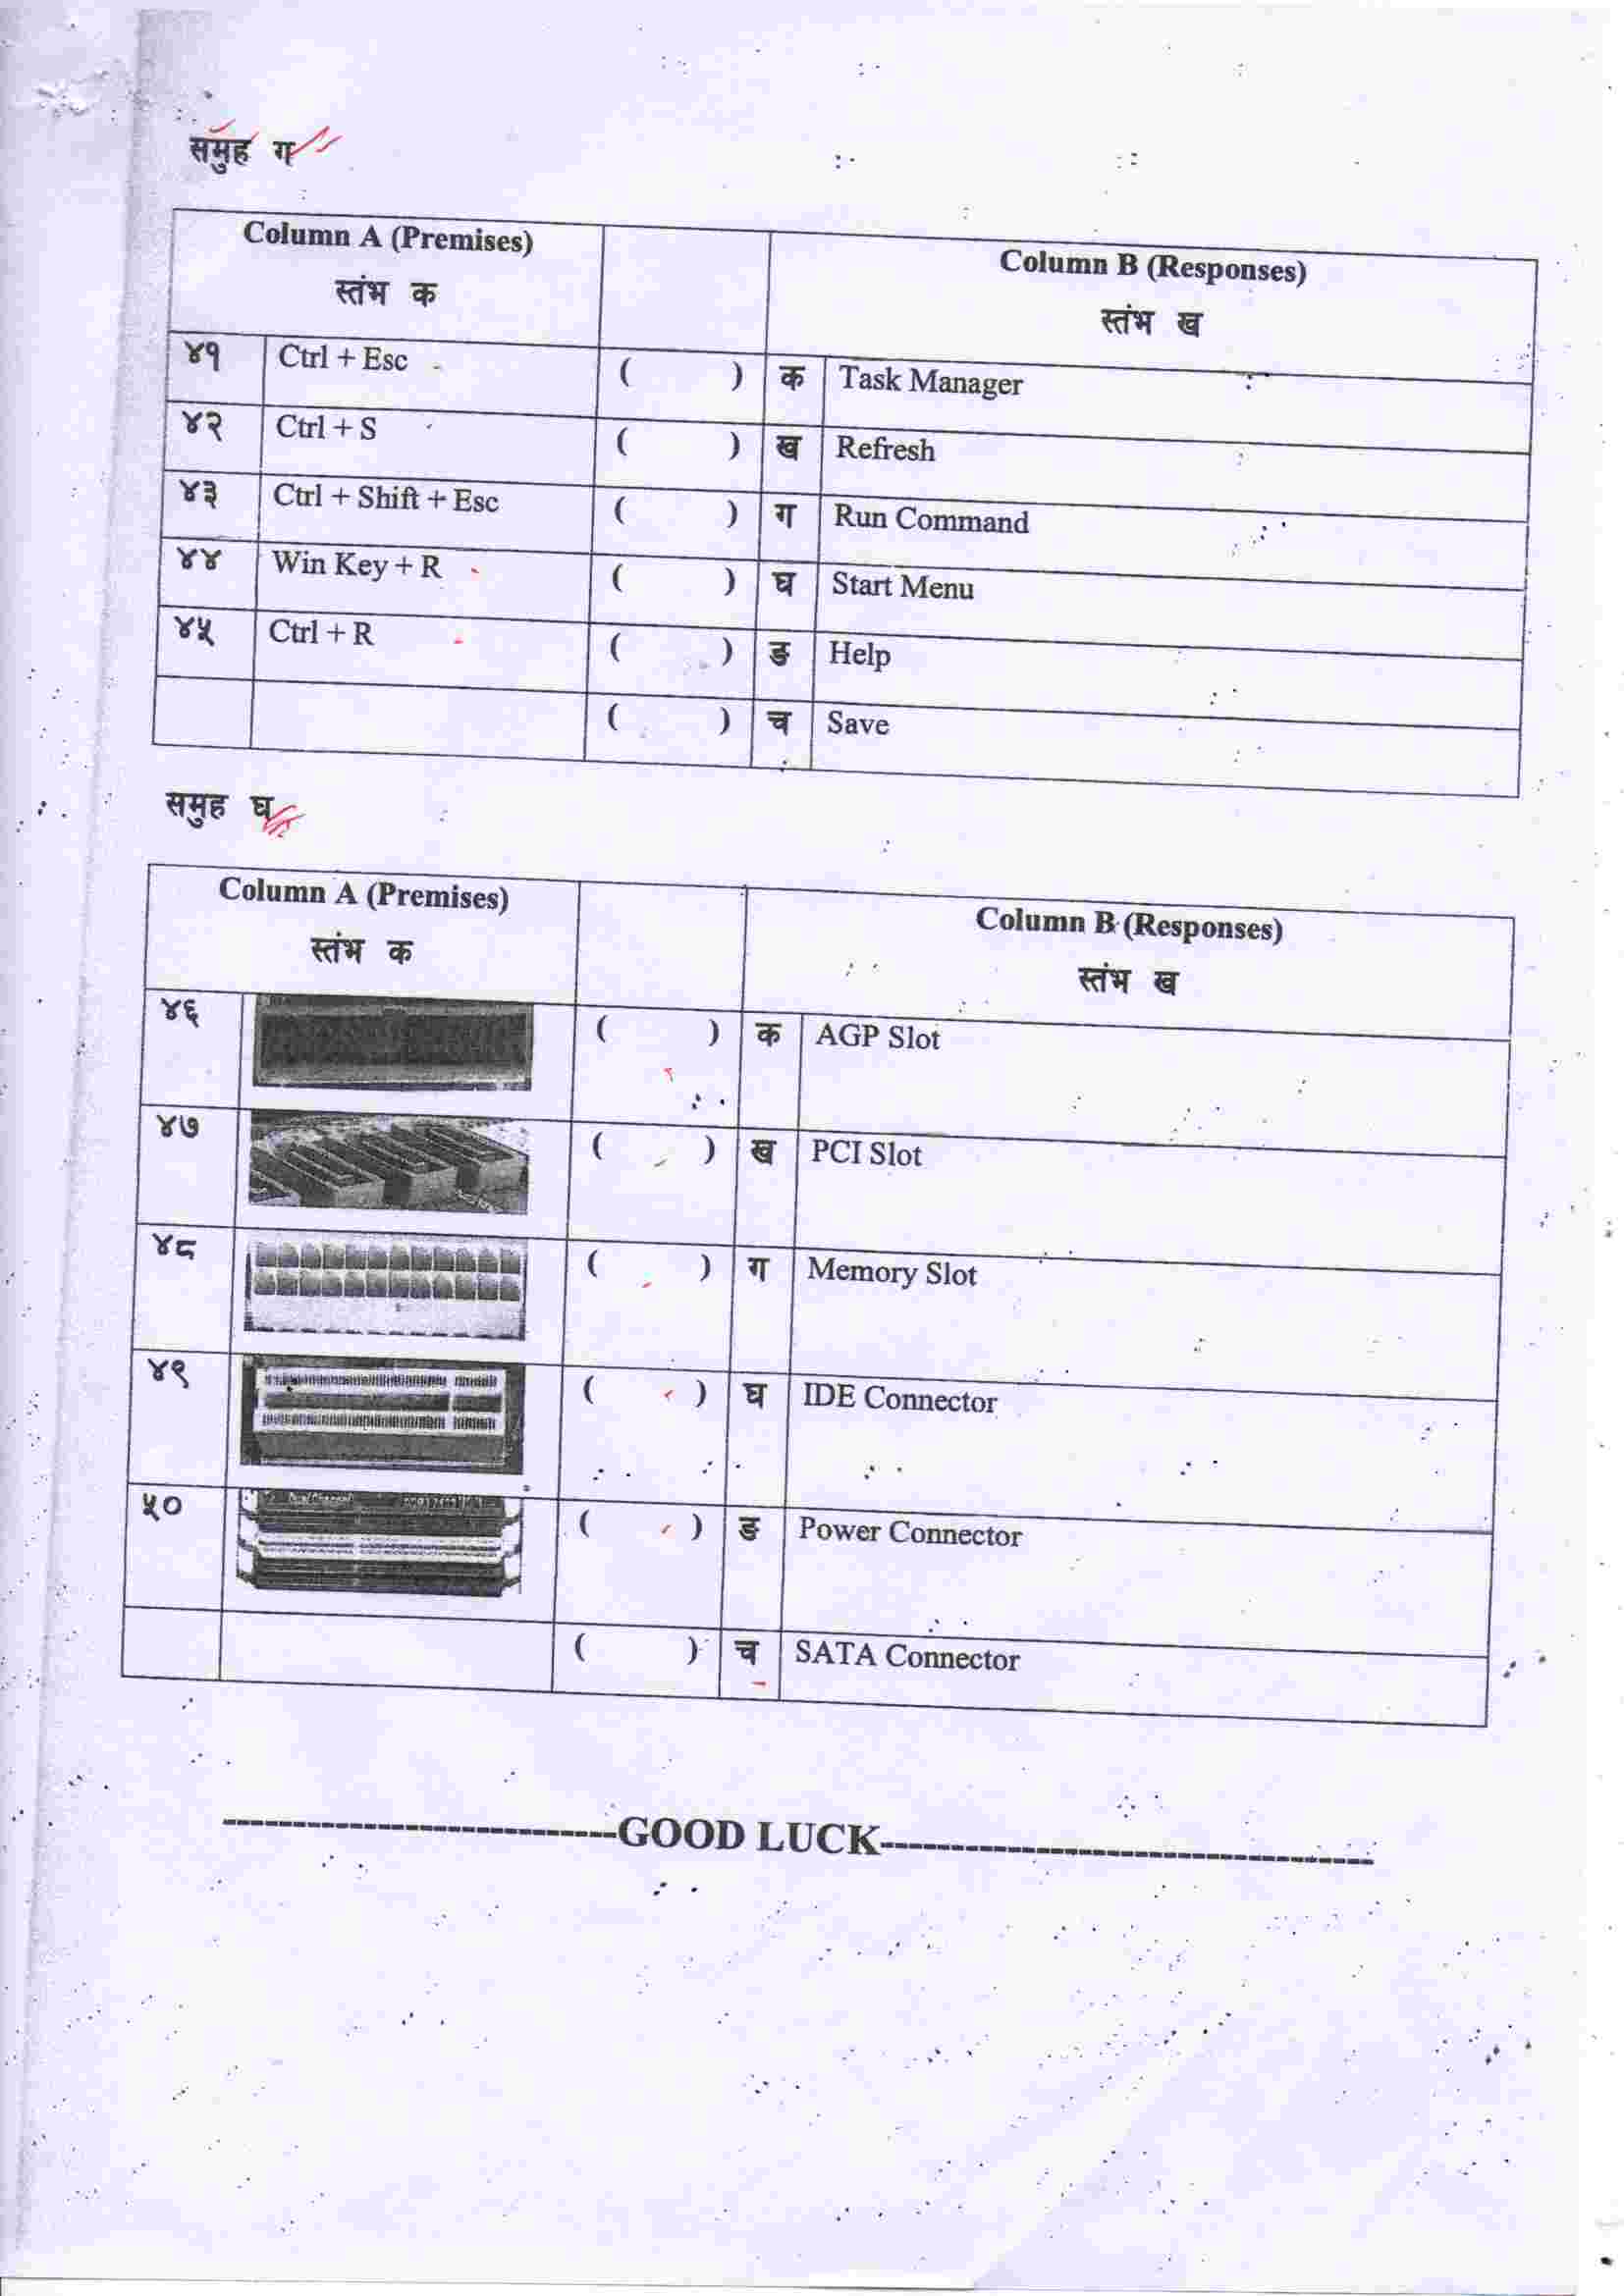 समुह ग
Column A (Premises)
स्तंभ क
Column B (Responses)
स्तंभ ख
४१ Ctrl + Esc ( ) क Task Manager
४२ Ctrl + S ( ) ख Refresh
४३ Ctrl + Shift + Esc ( ) ग Run Command
४४ Win Key + R ( ) घ Start Menu
४५ Ctrl + R ( ) ङ Help
( ) च Save
समुह घ
Column A (Premises)
स्तंभ क
Column B (Responses)
स्तंभ ख
४६ ( ) क AGP Slot
४७ ( ) ख PCI Slot
४८ ( ) ग Memory Slot
४९ ( ) घ IDE Connector
५० ( ) ङ Power Connector
( ) च SATA Connector
----------------------------GOOD LUCK-----------------------------------